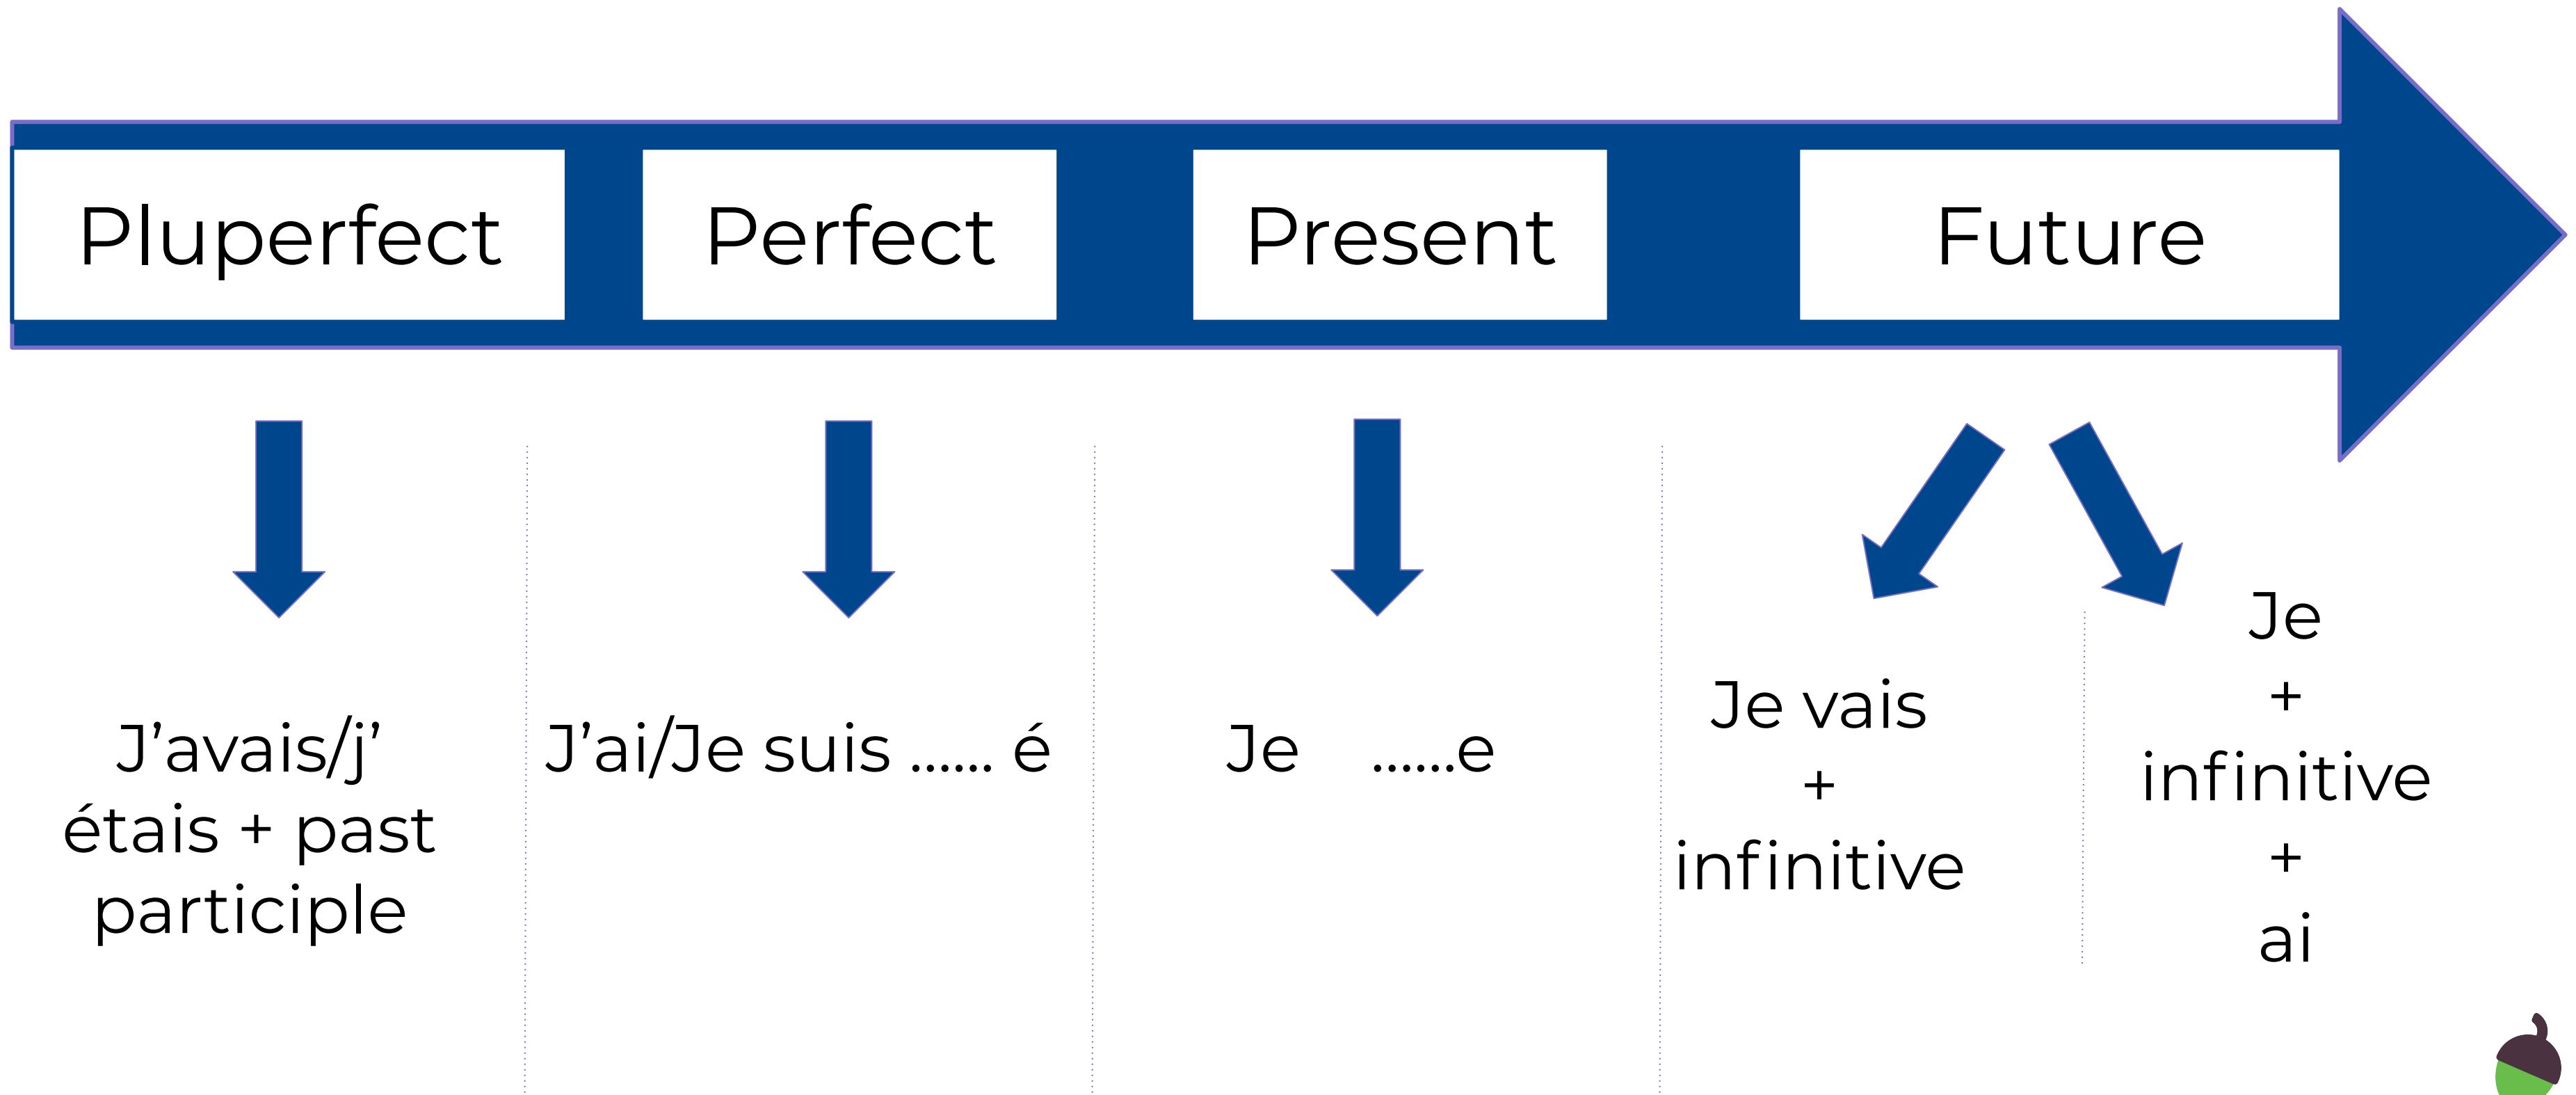 Pluperfect
Perfect
Present
Future
J’avais/j’
étais + past
participle
J’ai/Je suis ...... é
Je ......e
Je vais
+
infinitive
Je
+
infinitive
+
ai